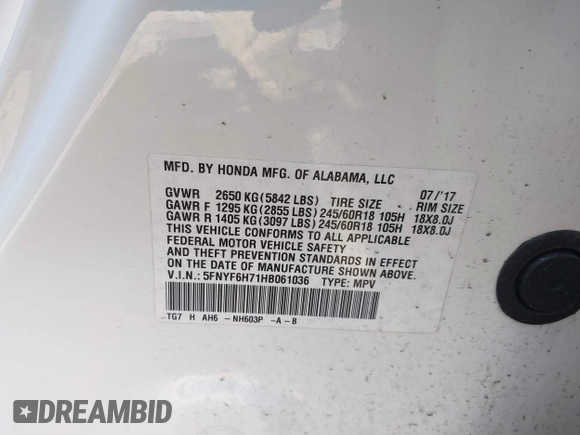 MFD. BY HONDA MFG. OF ALABAMA, LLC
GVWR 2650 KG (5842 LBS) TIRE SIZE 07/'17 RIM SIZE
GAWR F 1295 KG (2855 LBS) 245/60R18 105H 18X8.0J
GAWR R 1405 KG (3097 LBS) 245/60R18 105H 18X8.0J
THIS VEHICLE CONFORMS TO ALL APPLICABLE
FEDERAL MOTOR VEHICLE SAFETY
AND THEFT PREVENTION STANDARDS IN EFFECT
ON THE DATE OF MANUFACTURE SHOWN ABOVE.
V.I.N.: 5FNYF6H71HB061036 TYPE: MPV
TG7 H AH6 -NH603P -A-B
DREAMBID